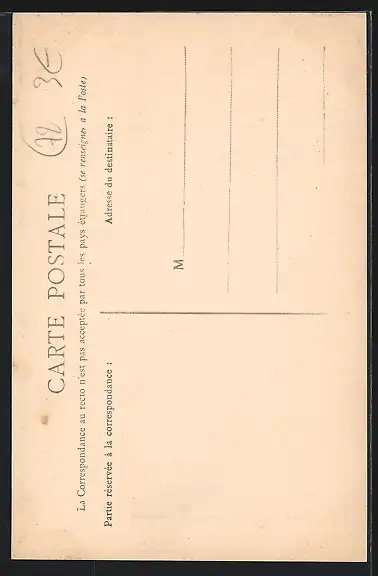 72 3€
CARTE POSTALE
La Correspondance au recto n'est pas acceptée par tous les pays étrangers (se renseigner a la Poste)
Partie réservée à la correspondance :
Adresse du destinataire :
M